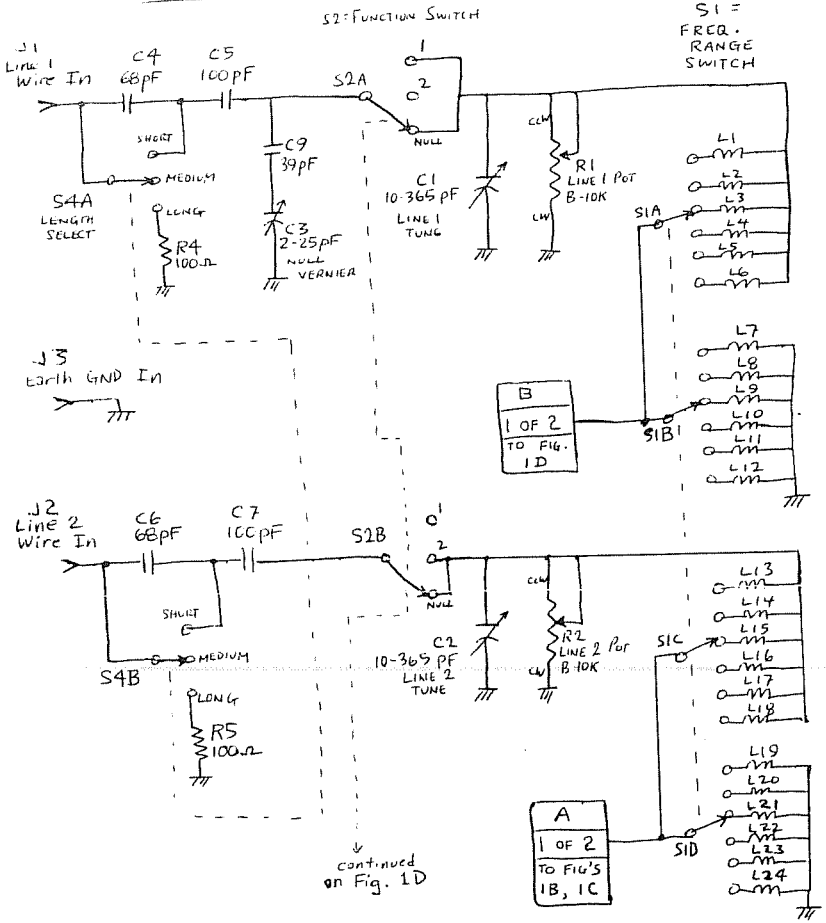 S2=FUNCTION SWITCH
S1 =
FREQ.
RANGE
SWITCH
J1
Line 1
Wire In
C4
68pF
C5
100pF
S2A
1
2
NULL
SHORT
MEDIUM
LONG
S4A
LENGTH
SELECT
R4
100Ω
C9
39pF
C3
2-25pF
NULL
VERNIER
C1
10-365 pF
LINE 1
TUNE
CCW
CW
R1
LINE 1 POT
B-10K
S1A
L1
L2
L3
L4
L5
L6
J3
Earth GND In
B
1 OF 2
TO FIG.
1D
S1B
L7
L8
L9
L10
L11
L12
J2
Line 2
Wire In
C6
68pF
C7
100pF
S2B
1
2
NULL
SHORT
MEDIUM
LONG
S4B
R5
100Ω
C2
10-365 PF
LINE 2
TUNE
CCW
CW
R2
LINE 2 POT
B-10K
S1C
L13
L14
L15
L16
L17
L18
A
1 OF 2
TO FIG'S
1B, 1C
S1D
L19
L20
L21
L22
L23
L24
continued
on Fig. 1D